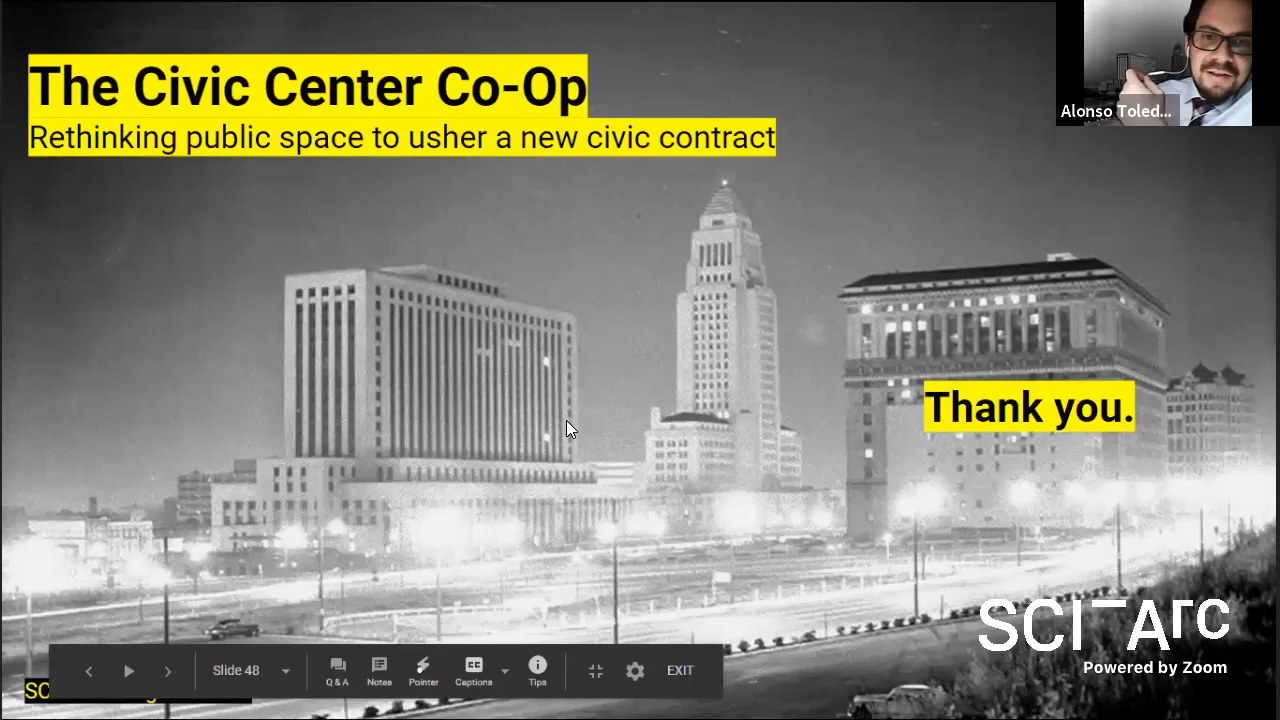 The Civic Center Co-Op
Rethinking public space to usher a new civic contract
Alonso Toled...
Thank you.
SCI-Arc
Powered by Zoom
Slide 48
Q & A
Notes
Pointer
Captions
Tips
EXIT